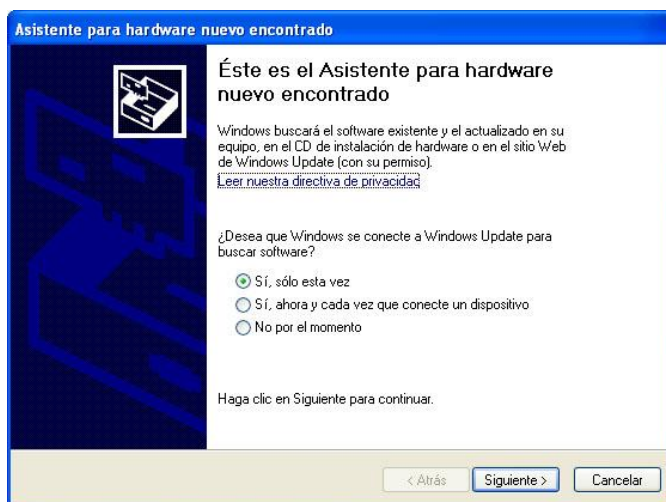 Asistente para hardware nuevo encontrado
Éste es el Asistente para hardware
nuevo encontrado
Windows buscará el software existente y el actualizado en su
equipo, en el CD de instalación de hardware o en el sitio Web
de Windows Update (con su permiso).
Leer nuestra directiva de privacidad
¿Desea que Windows se conecte a Windows Update para
buscar software?
Sí, sólo esta vez
Sí, ahora y cada vez que conecte un dispositivo
No por el momento
Haga clic en Siguiente para continuar.
< Atrás
Siguiente >
Cancelar